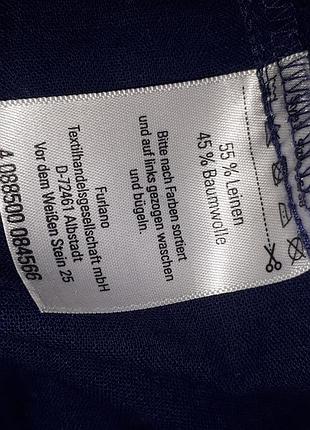 55 % Leinen
45 % Baumwolle
Bitte nach Farben sortiert
und auf links gezogen waschen
und bügeln.
Furlano
Textilhandelsgesellschaft mbH
D-72461 Albstadt
Vor dem Weißen Stein 25
4 088500 084566